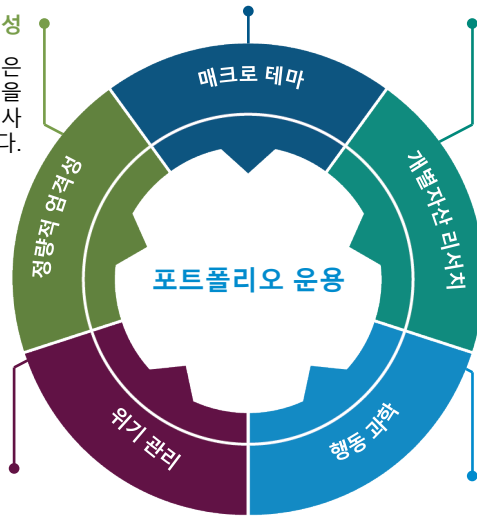 성
은
을
사
다.
매크로 테마
개별자산 리서치
정량적 엄격성
포트폴리오 운용
위기 관리
행동 과학